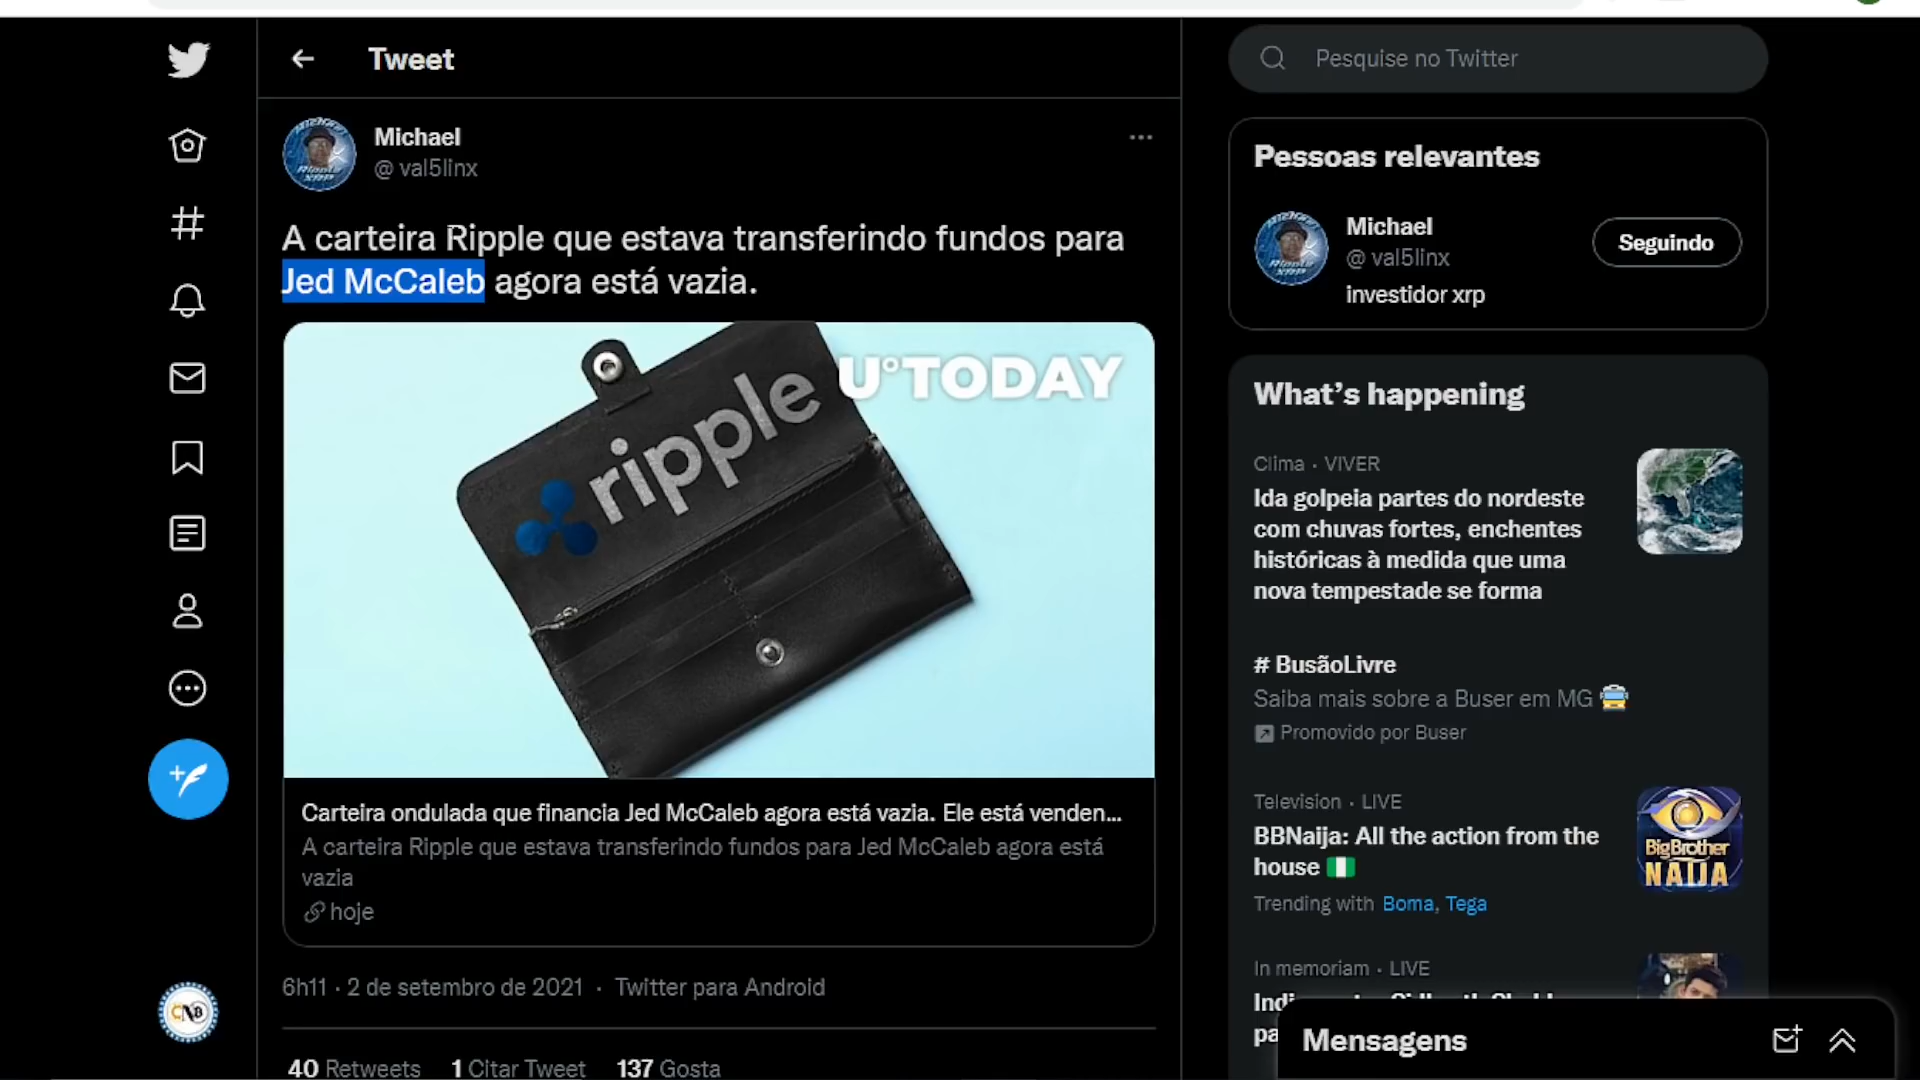 Tweet
Michael
@ val5linx
A carteira Ripple que estava transferindo fundos para
Jed McCaleb agora está vazia.
U°TODAY
ripple
Carteira ondulada que financia Jed McCaleb agora está vazia. Ele está venden...
A carteira Ripple que estava transferindo fundos para Jed McCaleb agora está
vazia
hoje
6h11 · 2 de setembro de 2021 · Twitter para Android
40 Retweets 1 Citar Tweet 137 Gosta
Pesquise no Twitter
Pessoas relevantes
Michael
@ val5linx
Seguindo
investidor xrp
What's happening
Clima · VIVER
Ida golpeia partes do nordeste
com chuvas fortes, enchentes
históricas à medida que uma
nova tempestade se forma
# BusãoLivre
Saiba mais sobre a Buser em MG
Promovido por Buser
Television · LIVE
BBNaija: All the action from the
house
Trending with Boma, Tega
BigBrother
NAIJA
In memoriam · LIVE
Mensagens
CNB